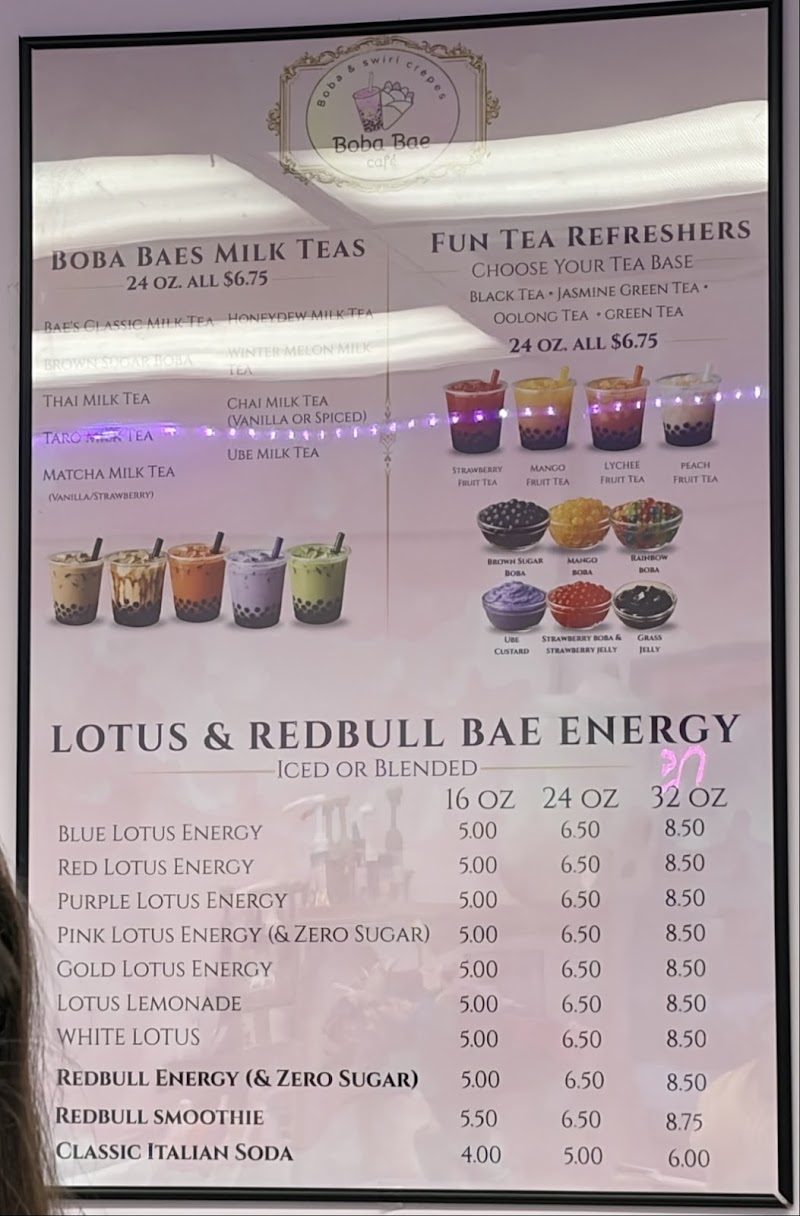 Boba & swirl crepes
Boba Bae
café
BOBA BAES MILK TEAS
24 OZ. ALL $6.75
BAE'S CLASSIC MILK TEA
BROWN SUGAR BOBA
THAI MILK TEA
TARO MILK TEA
MATCHA MILK TEA
(VANILLA/STRAWBERRY)
HONEYDEW MILK TEA
WINTER MELON MILK
TEA
CHAI MILK TEA
(VANILLA OR SPICED)
UBE MILK TEA
FUN TEA REFRESHERS
CHOOSE YOUR TEA BASE
BLACK TEA • JASMINE GREEN TEA •
OOLONG TEA • GREEN TEA
24 OZ. ALL $6.75
STRAWBERRY MANGO LYCHEE PEACH
FRUIT TEA FRUIT TEA FRUIT TEA FRUIT TEA
BROWN SUGAR MANGO RAINBOW
BOBA BOBA BOBA
UBE STRAWBERRY BOBA & GRASS
CUSTARD STRAWBERRY JELLY JELLY
LOTUS & REDBULL BAE ENERGY
ICED OR BLENDED
16 OZ 24 OZ 32 OZ
BLUE LOTUS ENERGY 5.00 6.50 8.50
RED LOTUS ENERGY 5.00 6.50 8.50
PURPLE LOTUS ENERGY 5.00 6.50 8.50
PINK LOTUS ENERGY (& ZERO SUGAR) 5.00 6.50 8.50
GOLD LOTUS ENERGY 5.00 6.50 8.50
LOTUS LEMONADE 5.00 6.50 8.50
WHITE LOTUS 5.00 6.50 8.50
REDBULL ENERGY (& ZERO SUGAR) 5.00 6.50 8.50
REDBULL SMOOTHIE 5.50 6.50 8.75
CLASSIC ITALIAN SODA 4.00 5.00 6.00